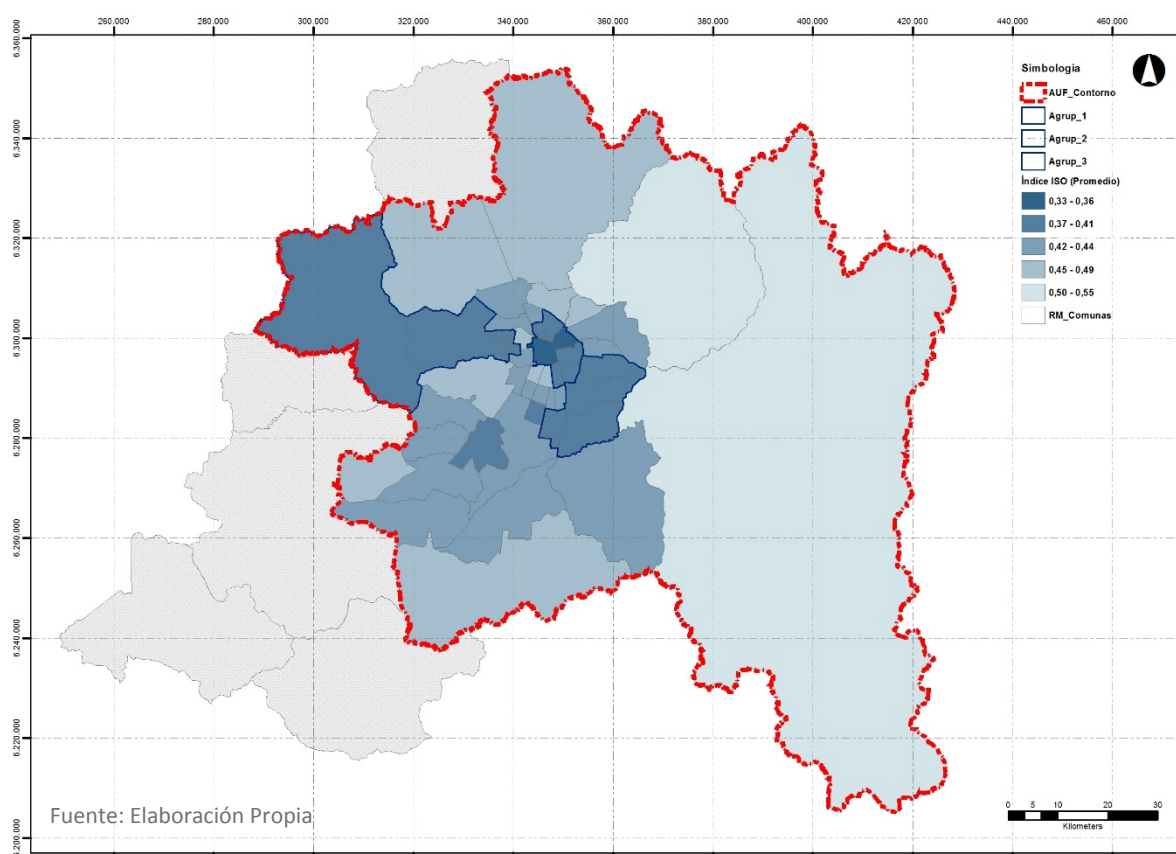 260.000 280.000 300.000 320.000 340.000 360.000 380.000 400.000 420.000 440.000 460.000
6.360.000
6.340.000
6.320.000
6.300.000
6.280.000
6.260.000
6.240.000
6.220.000
6.200.000
Simbologia
AUF_Contorno
Agrup_1
Agrup_2
Agrup_3
Índice ISO (Promedio)
0,33 - 0,36
0,37 - 0,41
0,42 - 0,44
0,45 - 0,49
0,50 - 0,55
RM_Comunas
Fuente: Elaboración Propia
0 5 10 20 30
Kilometers